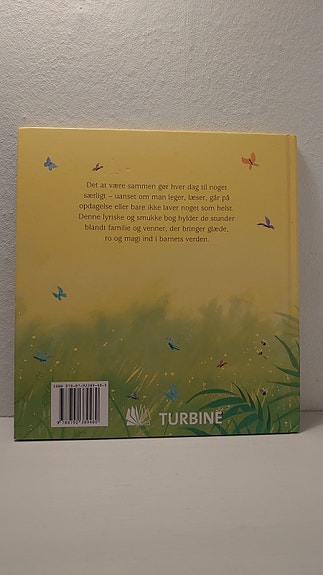 Det at være sammen gør hver dag til noget
særligt – uanset om man leger, læser, går på
opdagelse eller bare ikke laver noget som helst.
Denne lyriske og smukke bog hylder de stunder
blandt familie og venner, der bringer glæde,
ro og magi ind i barnets verden.
TURBINE